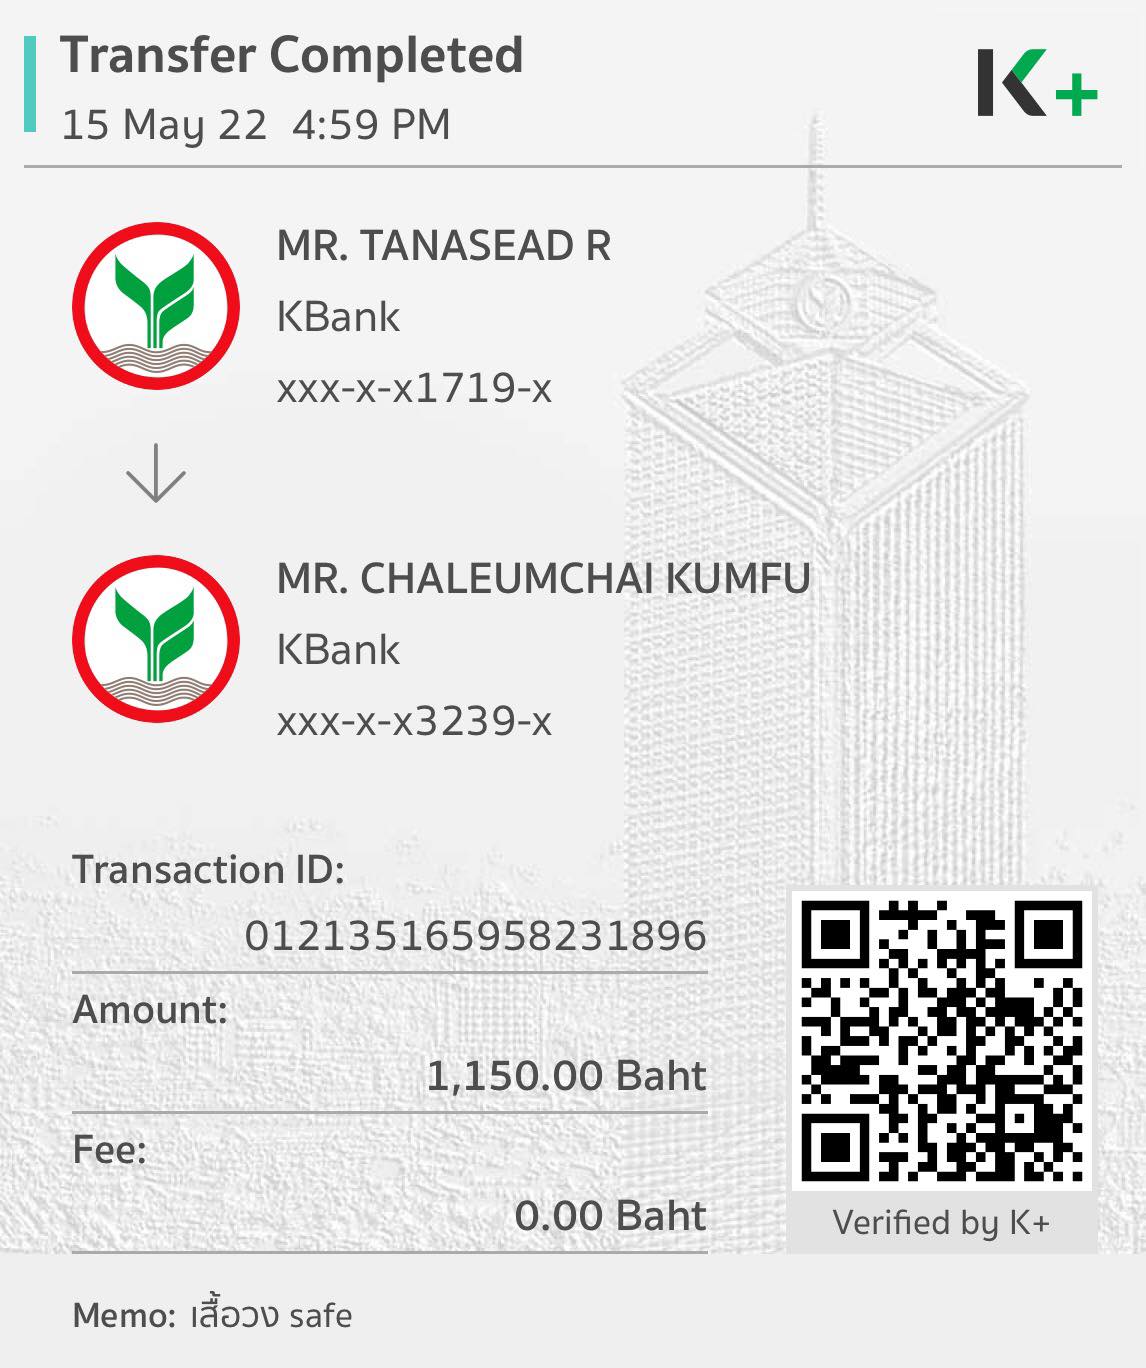 Transfer Completed
15 May 22 4:59 PM
K+
MR. TANASEAD R
KBank
xxx-x-x1719-x
MR. CHALEUMCHAI KUMFU
KBank
xxx-x-x3239-x
Transaction ID:
012135165958231896
Amount:
1,150.00 Baht
Fee:
0.00 Baht
Verified by K+
Memo: เสื้อวง safe